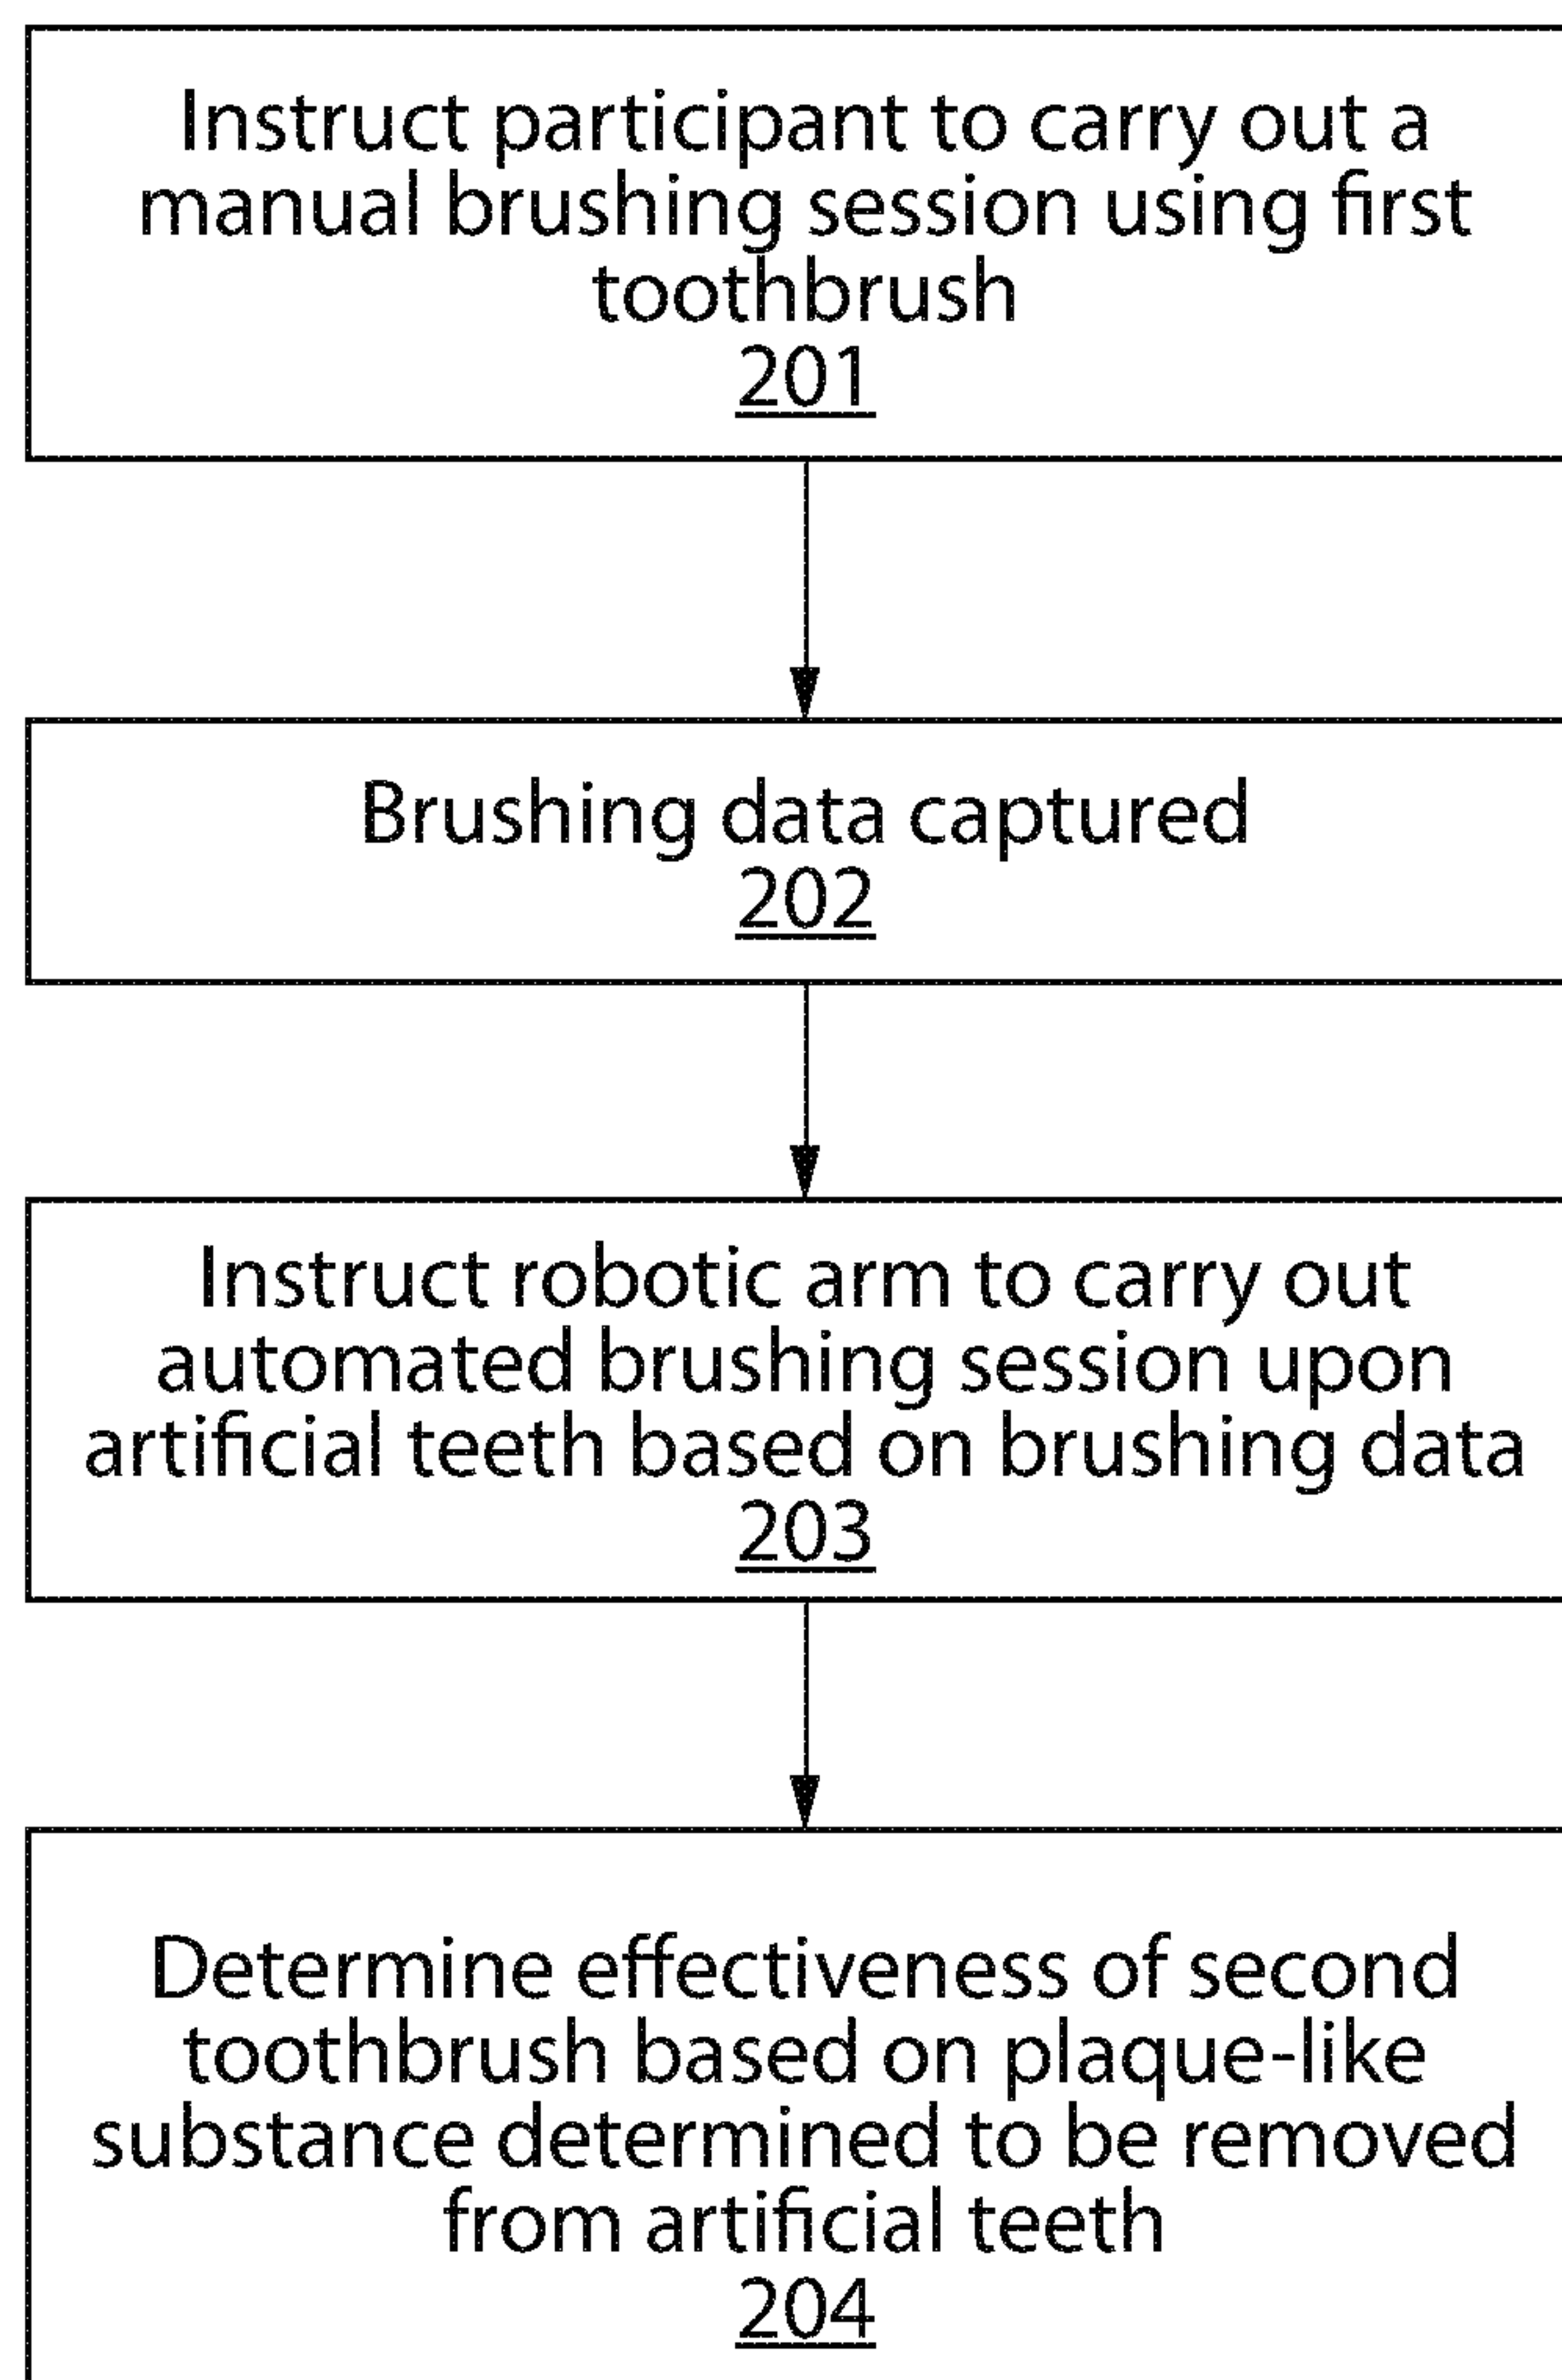 Instruct participant to carry out a
manual brushing session using first
toothbrush
201
Brushing data captured
202
Instruct robotic arm to carry out
automated brushing session upon
artificial teeth based on brushing data
203
Determine effectiveness of second
toothbrush based on plaque-like
substance determined to be removed
from artificial teeth
204